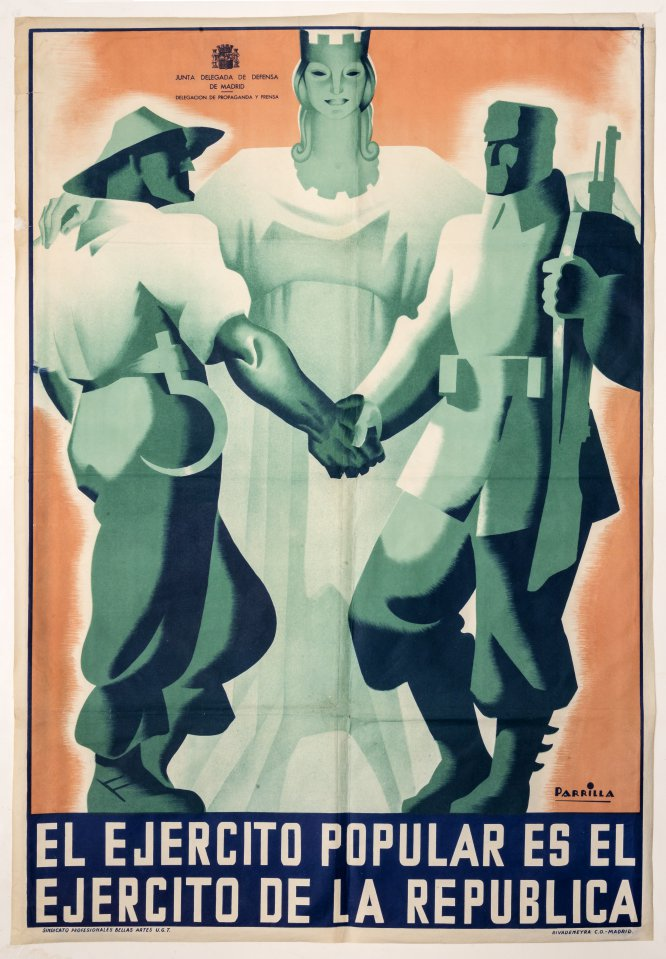 JUNTA DELEGADA DE DEFENSA
DE MADRID
DELEGACION DE PROPAGANDA Y PRENSA
PARRILLA
EL EJERCITO POPULAR ES EL
EJERCITO DE LA REPUBLICA
SINDICATO PROFESIONALES BELLAS ARTES U.G.T.
RIVADENEYRA C.O.-MADRID.